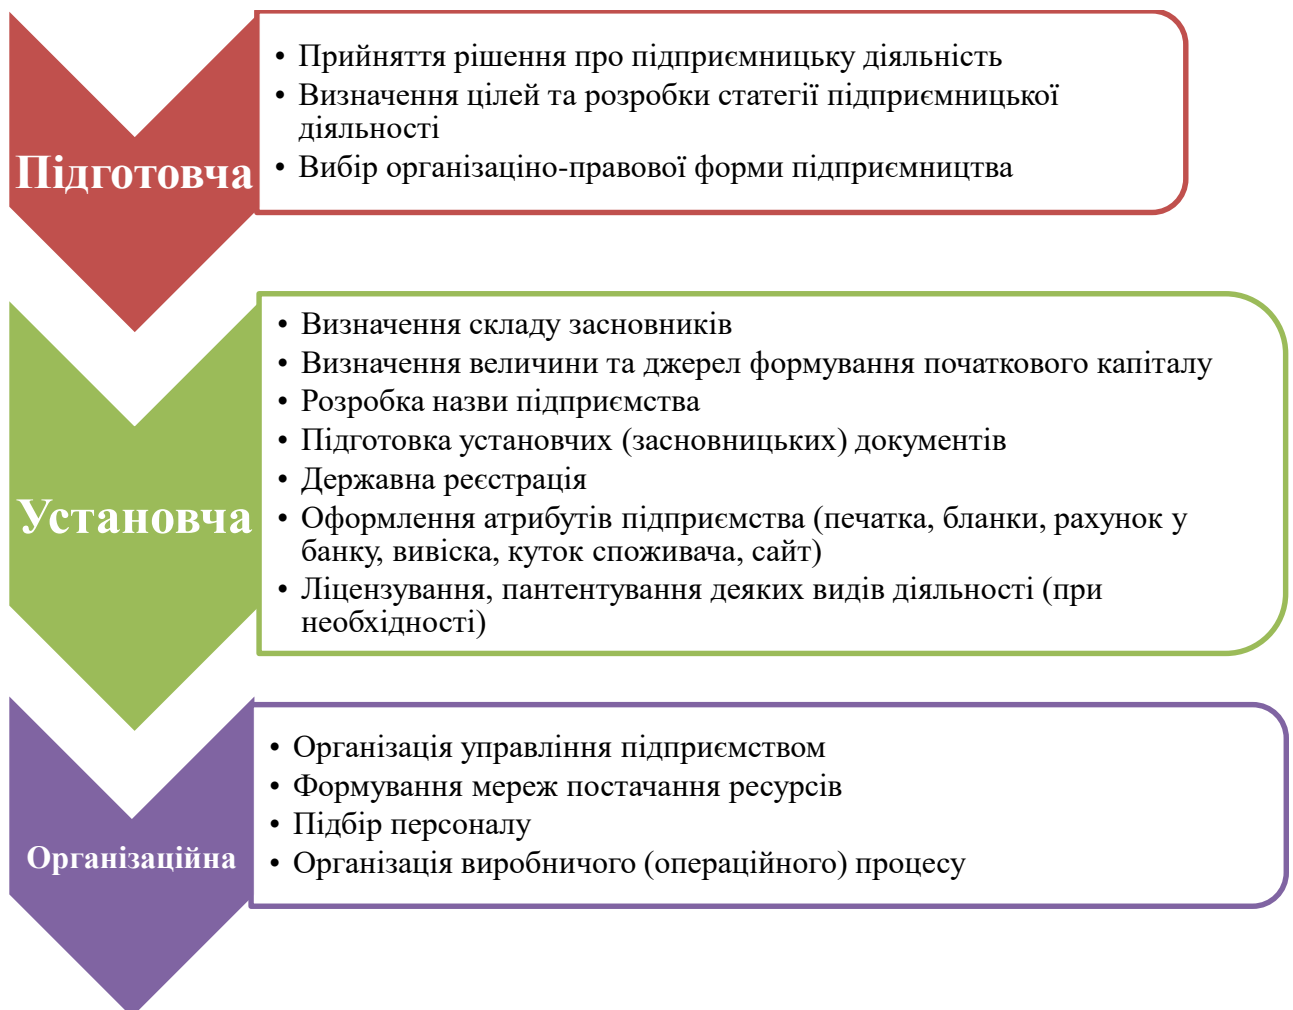 Підготовча
• Прийняття рішення про підприємницьку діяльність
• Визначення цілей та розробки статегії підприємницької
діяльності
• Вибір організаціно-правової форми підприємництва
Установча
• Визначення складу засновників
• Визначення величини та джерел формування початкового капіталу
• Розробка назви підприємства
• Підготовка установчих (засновницьких) документів
• Державна реєстрація
• Оформлення атрибутів підприємства (печатка, бланки, рахунок у
банку, вивіска, куток споживача, сайт)
• Ліцензування, пантентування деяких видів діяльності (при
необхідності)
Організаційна
• Організація управління підприємством
• Формування мереж постачання ресурсів
• Підбір персоналу
• Організація виробничого (операційного) процесу